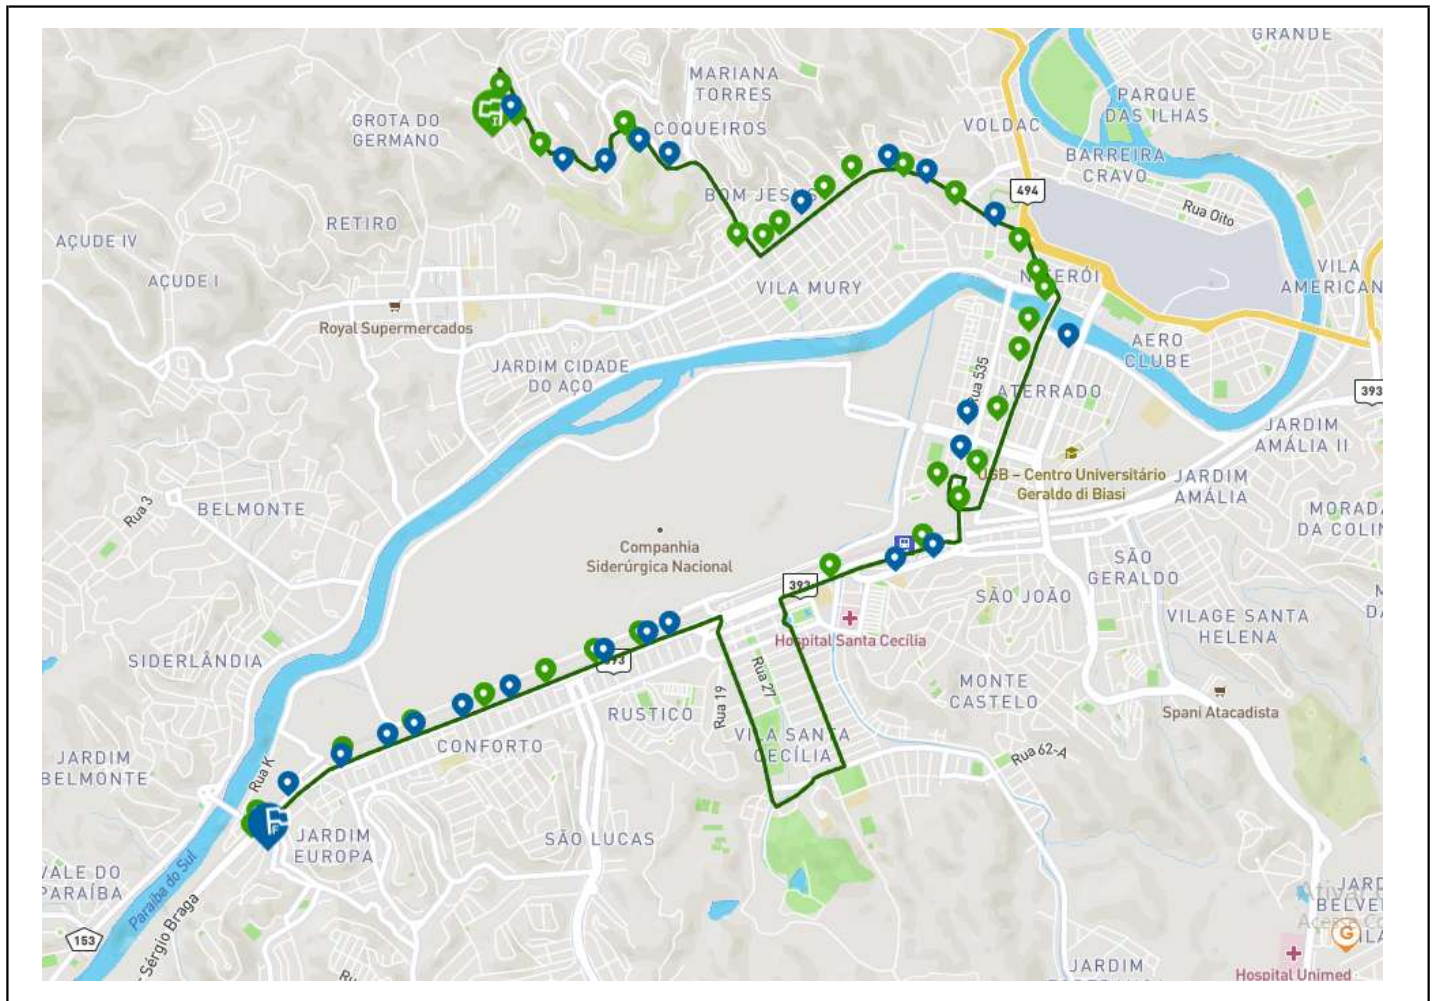 GRANDE
MARIANA
TORRES
PARQUE
DAS ILHAS
GROTA DO
GERMANO
COQUEIROS
VOLDAC
BARREIRA
CRAVO
494
BOM JESUS
Rua Oito
RETIRO
AÇUDE IV
AÇUDE I
VILA
AMERICAN
NITERÓI
VILA MURY
Royal Supermercados
AERO
CLUBE
JARDIM CIDADE
DO AÇO
Rua 535
ATERRADO
393
JARDIM
AMÁLIA II
UGB – Centro Universitário
Geraldo di Biasi
JARDIM
AMÁLIA
Rua 3
BELMONTE
MORADA
DA COLIN
Companhia
Siderúrgica Nacional
SÃO
GERALDO
393
SÃO JOÃO
VILAGE SANTA
HELENA
Hospital Santa Cecília
SIDERLÂNDIA
393
Rua 27
MONTE
CASTELO
Rua 19
RUSTICO
Spani Atacadista
VILA SANTA
CECÍLIA
Rua 62-A
CONFORTO
JARDIM
BELMONTE
Rua K
JARDIM
EUROPA
SÃO LUCAS
VALE DO
PARAÍBA
Paraíba do Sul
Sérgio Braga
JARD
BELVE
153
G
JARDIM
Hospital Unimed